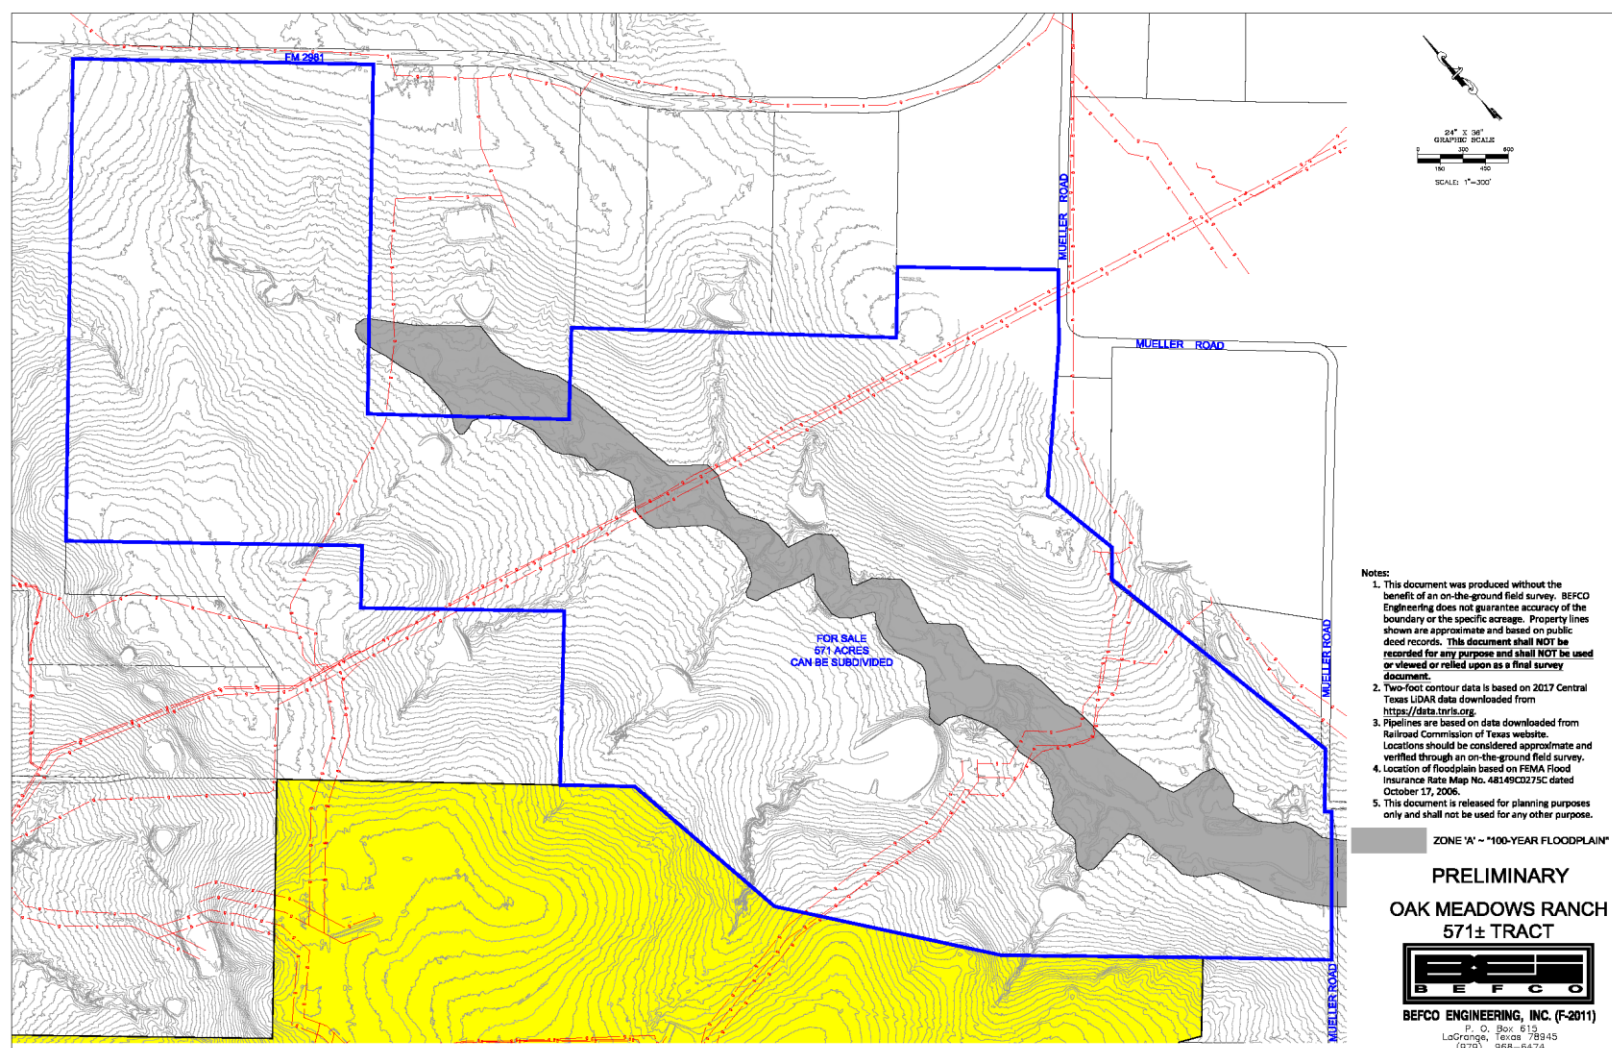 FM 2981
24" X 36"
GRAPHIC SCALE
0 300 600
150 450
SCALE: 1"=300'
MUELLER ROAD
MUELLER ROAD
FOR SALE
571 ACRES
CAN BE SUBDIVIDED
MUELLER ROAD
MUELLER ROAD
Notes:
1. This document was produced without the
benefit of an on-the-ground field survey. BEFCO
Engineering does not guarantee accuracy of the
boundary or the specific acreage. Property lines
shown are approximate and based on public
deed records. This document shall NOT be
recorded for any purpose and shall NOT be used
or viewed or relied upon as a final survey
document.
2. Two-foot contour data is based on 2017 Central
Texas LiDAR data downloaded from
https://data.tnris.org.
3. Pipelines are based on data downloaded from
Railroad Commission of Texas website.
Locations should be considered approximate and
verified through an on-the-ground field survey.
4. Location of floodplain based on FEMA Flood
Insurance Rate Map No. 48149C0275C dated
October 17, 2006.
5. This document is released for planning purposes
only and shall not be used for any other purpose.
ZONE 'A' ~ "100-YEAR FLOODPLAIN"
PRELIMINARY
OAK MEADOWS RANCH
571± TRACT
BEFCO
BEFCO ENGINEERING, INC. (F-2011)
P. O. Box 615
LaGrange, Texas 78945
(979) 968-6474